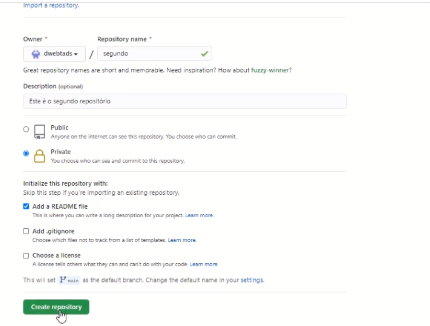 Import a repository.
Owner * Repository name *
dwebtads / segundo
Great repository names are short and memorable. Need inspiration? How about fuzzy-winner?
Description (optional)
Este é o segundo repositório
Public
Anyone on the internet can see this repository. You choose who can commit.
Private
You choose who can see and commit to this repository.
Initialize this repository with:
Skip this step if you're importing an existing repository.
Add a README file
This is where you can write a long description for your project. Learn more.
Add .gitignore
Choose which files not to track from a list of templates. Learn more.
Choose a license
A license tells others what they can and can't do with your code. Learn more.
This will set main as the default branch. Change the default name in your settings.
Create repository